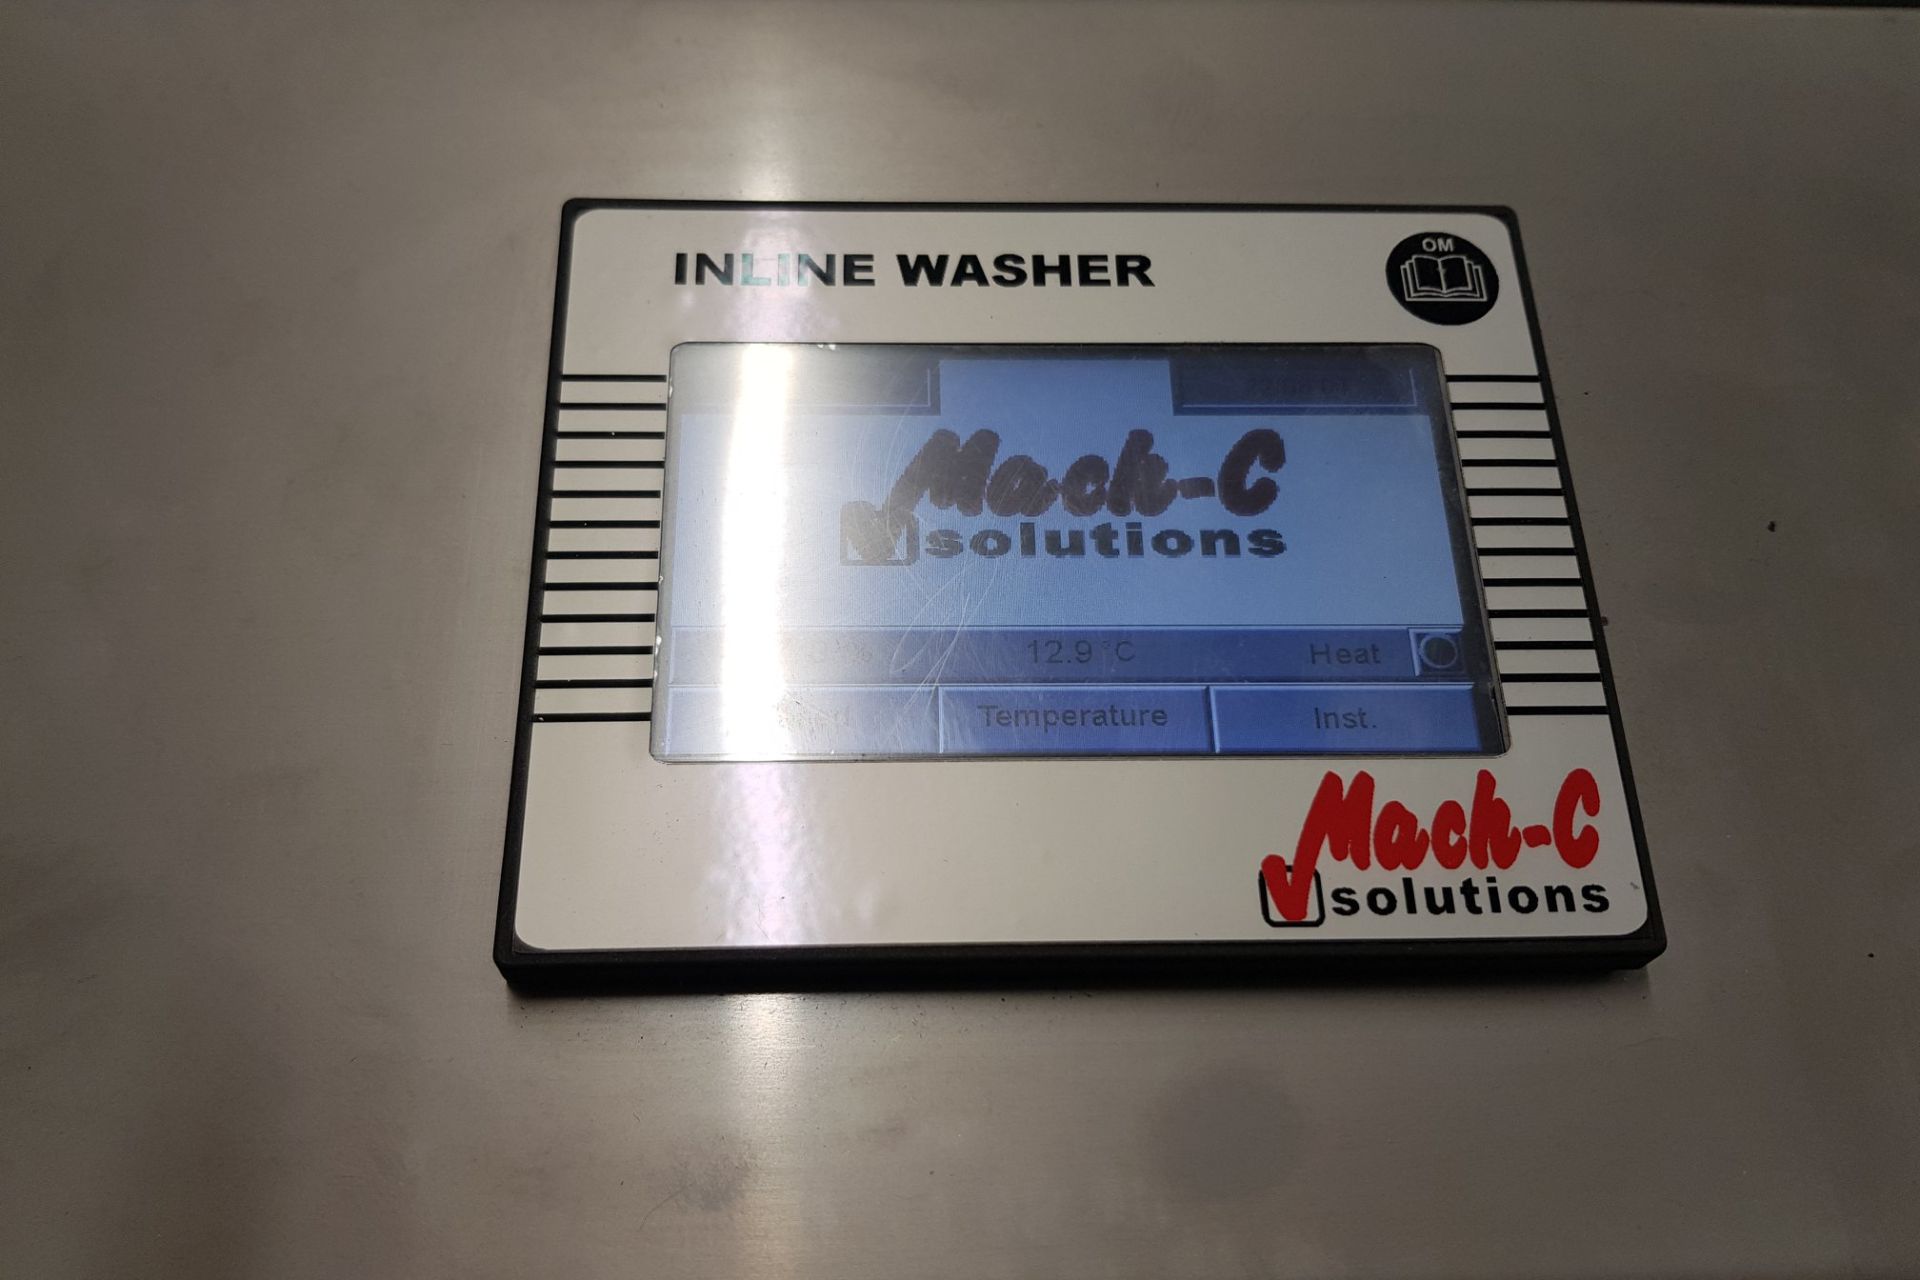 INLINE WASHER
OM
Mach-C
solutions
12.9 °C
Heat
Temperature
Inst.
Mach-C
solutions